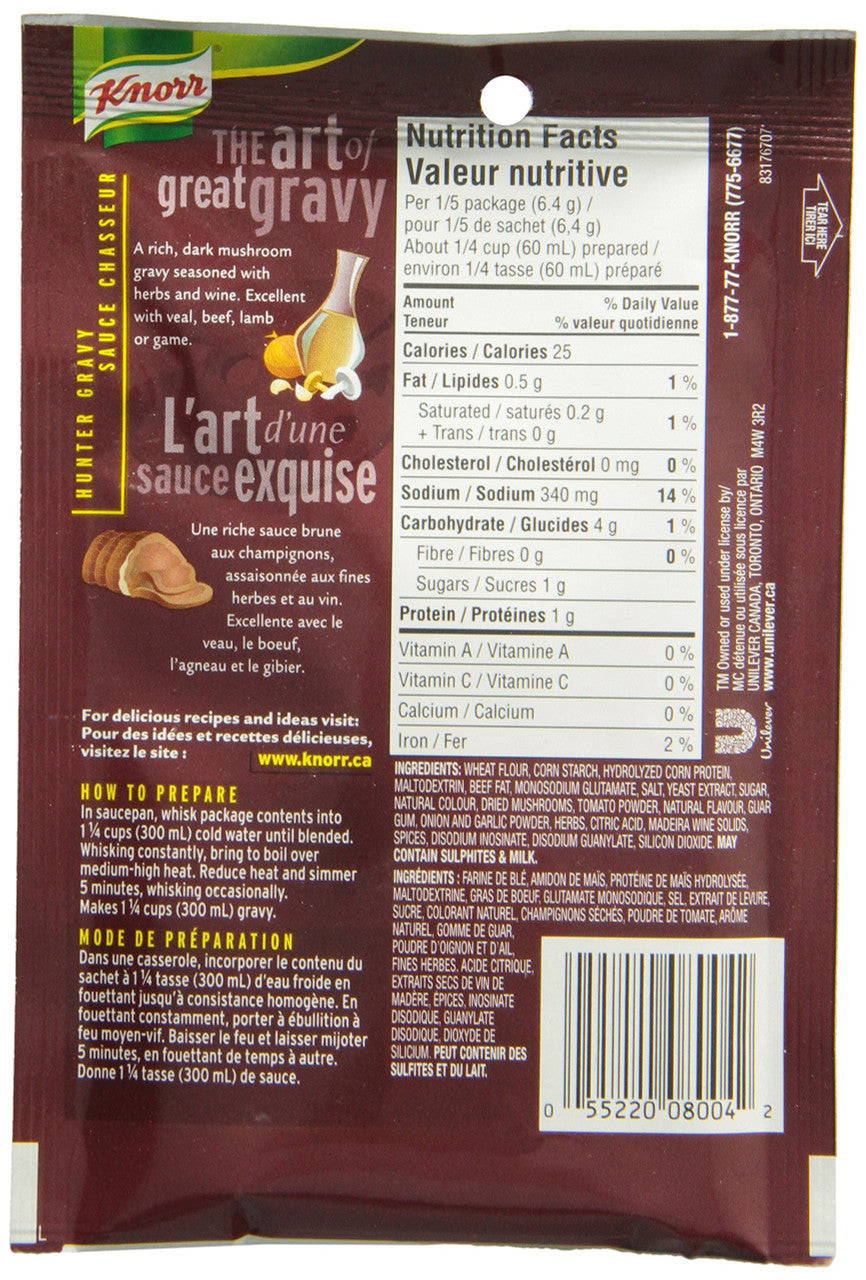 Knorr
THE art of
great gravy
A rich, dark mushroom
gravy seasoned with
herbs and wine. Excellent
with veal, beef, lamb
or game.
HUNTER GRAVY
SAUCE CHASSEUR
L'art d'une
sauce exquise
Une riche sauce brune
aux champignons,
assaisonnée aux fines
herbes et au vin.
Excellente avec le
veau, le boeuf,
l'agneau et le gibier.
For delicious recipes and ideas visit:
Pour des idées et recettes délicieuses,
visitez le site :
www.knorr.ca
HOW TO PREPARE
In saucepan, whisk package contents into
1 ¼ cups (300 mL) cold water until blended.
Whisking constantly, bring to boil over
medium-high heat. Reduce heat and simmer
5 minutes, whisking occasionally.
Makes 1 ¼ cups (300 mL) gravy.
MODE DE PRÉPARATION
Dans une casserole, incorporer le contenu du
sachet à 1 ¼ tasse (300 mL) d'eau froide en
fouettant jusqu'à consistance homogène. En
fouettant constamment, porter à ébullition à
feu moyen-vif. Baisser le feu et laisser mijoter
5 minutes, en fouettant de temps à autre.
Donne 1 ¼ tasse (300 mL) de sauce.
Nutrition Facts
Valeur nutritive
Per 1/5 package (6.4 g) /
pour 1/5 de sachet (6,4 g)
About 1/4 cup (60 mL) prepared /
environ 1/4 tasse (60 mL) préparé
Amount % Daily Value
Teneur % valeur quotidienne
Calories / Calories 25
Fat / Lipides 0.5 g 1 %
Saturated / saturés 0.2 g
+ Trans / trans 0 g 1 %
Cholesterol / Cholestérol 0 mg 0 %
Sodium / Sodium 340 mg 14 %
Carbohydrate / Glucides 4 g 1 %
Fibre / Fibres 0 g 0 %
Sugars / Sucres 1 g
Protein / Protéines 1 g
Vitamin A / Vitamine A 0 %
Vitamin C / Vitamine C 0 %
Calcium / Calcium 0 %
Iron / Fer 2 %
INGREDIENTS: WHEAT FLOUR, CORN STARCH, HYDROLYZED CORN PROTEIN,
MALTODEXTRIN, BEEF FAT, MONOSODIUM GLUTAMATE, SALT, YEAST EXTRACT, SUGAR,
NATURAL COLOUR, DRIED MUSHROOMS, TOMATO POWDER, NATURAL FLAVOUR, GUAR
GUM, ONION AND GARLIC POWDER, HERBS, CITRIC ACID, MADEIRA WINE SOLIDS,
SPICES, DISODIUM INOSINATE, DISODIUM GUANYLATE, SILICON DIOXIDE. MAY
CONTAIN SULPHITES & MILK.
INGRÉDIENTS : FARINE DE BLÉ, AMIDON DE MAÏS, PROTÉINE DE MAÏS HYDROLYSÉE,
MALTODEXTRINE, GRAS DE BOEUF, GLUTAMATE MONOSODIQUE, SEL, EXTRAIT DE LEVURE,
SUCRE, COLORANT NATUREL, CHAMPIGNONS SÉCHÉS, POUDRE DE TOMATE, ARÔME
NATUREL, GOMME DE GUAR,
POUDRE D'OIGNON ET D'AIL,
FINES HERBES, ACIDE CITRIQUE,
EXTRAITS SECS DE VIN DE
MADÈRE, ÉPICES, INOSINATE
DISODIQUE, GUANYLATE
DISODIQUE, DIOXYDE DE
SILICIUM. PEUT CONTENIR DES
SULFITES ET DU LAIT.
0 55220 08004 2
1-877-77-KNORR (775-6677)
83176707
TEAR HERE
TIRER ICI
TM Owned or used under license by/
MC détenue ou utilisée sous licence par
UNILEVER CANADA, TORONTO, ONTARIO M4W 3R2
www.unilever.ca
Unilever
L